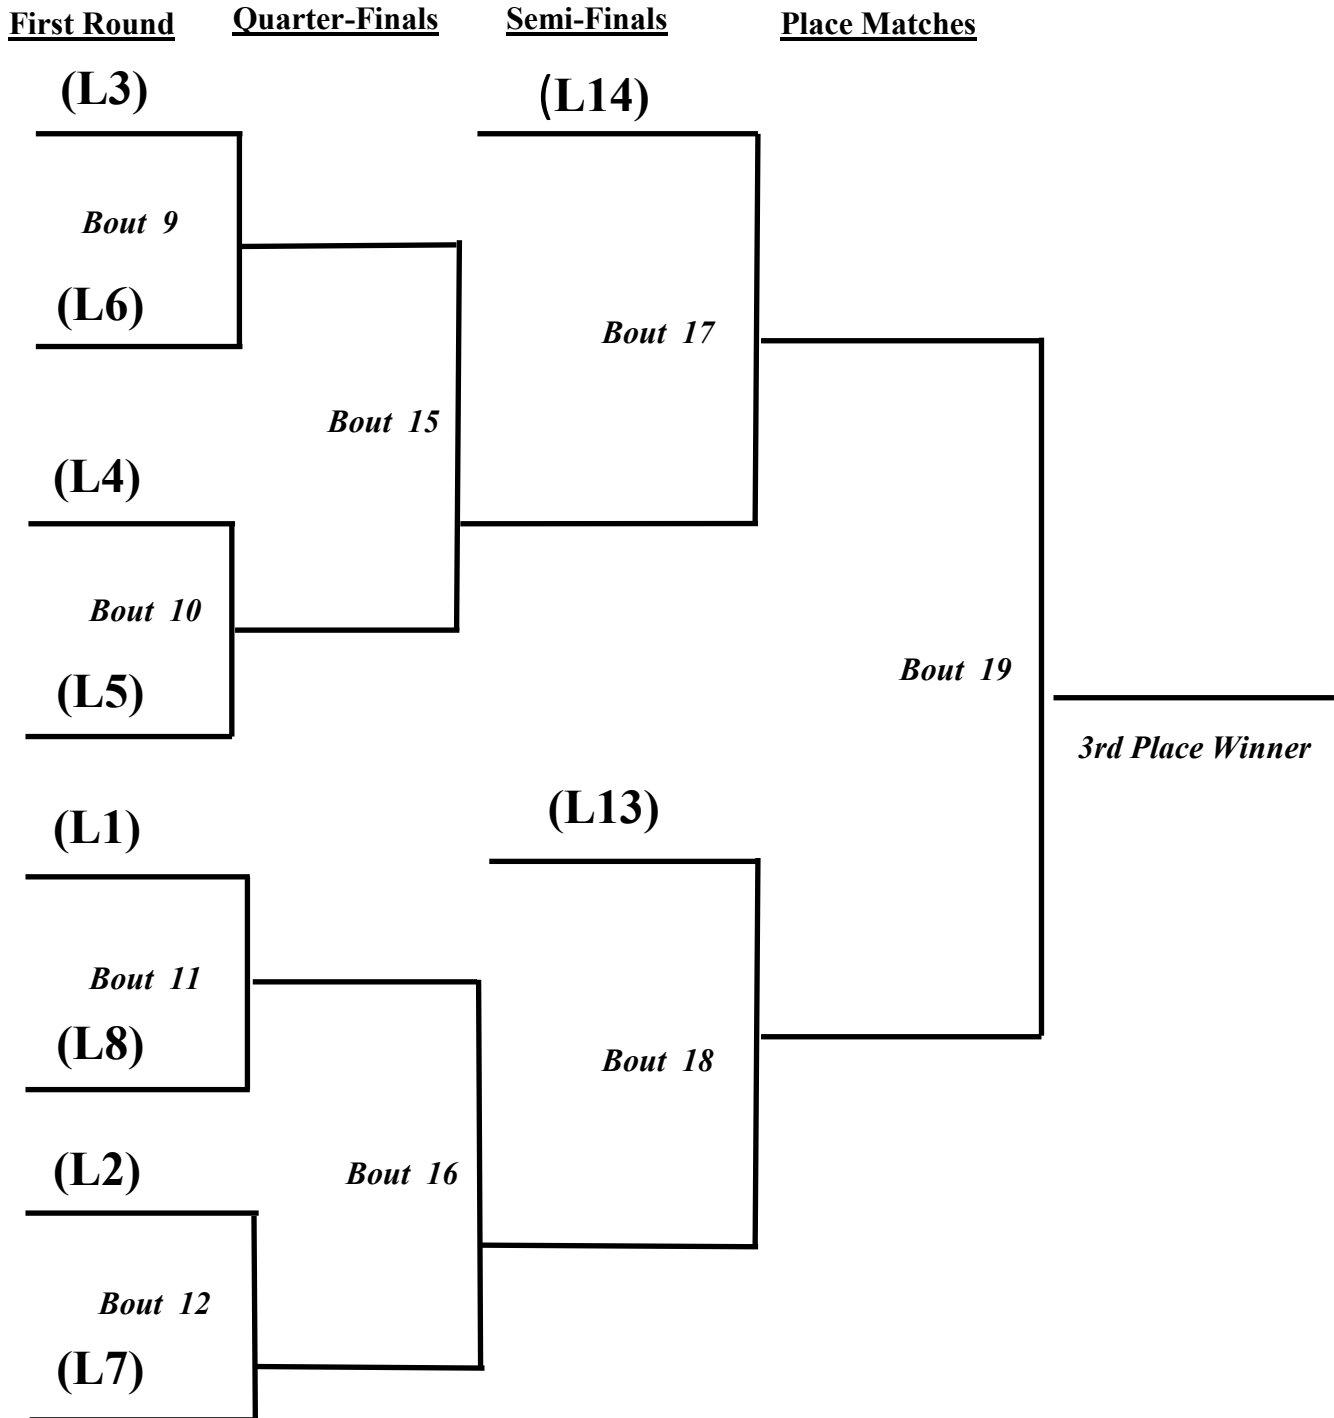 First Round Quarter-Finals Semi-Finals Place Matches
(L3)
(L14)
Bout 9
(L6)
Bout 17
Bout 15
(L4)
Bout 10
(L5)
Bout 19
3rd Place Winner
(L13)
(L1)
Bout 11
(L8)
Bout 18
(L2)
Bout 16
Bout 12
(L7)